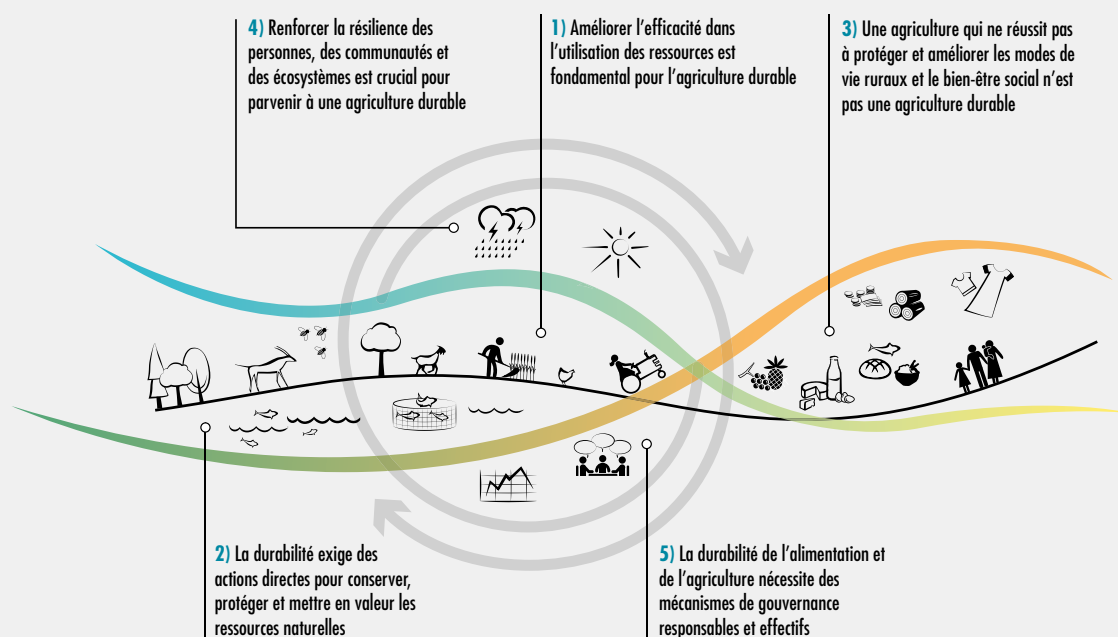 4) Renforcer la résilience des
personnes, des communautés et
des écosystèmes est crucial pour
parvenir à une agriculture durable
1) Améliorer l’efficacité dans
l’utilisation des ressources est
fondamental pour l’agriculture durable
3) Une agriculture qui ne réussit pas
à protéger et améliorer les modes de
vie ruraux et le bien-être social n’est
pas une agriculture durable
2) La durabilité exige des
actions directes pour conserver,
protéger et mettre en valeur les
ressources naturelles
5) La durabilité de l’alimentation et
de l’agriculture nécessite des
mécanismes de gouvernance
responsables et effectifs